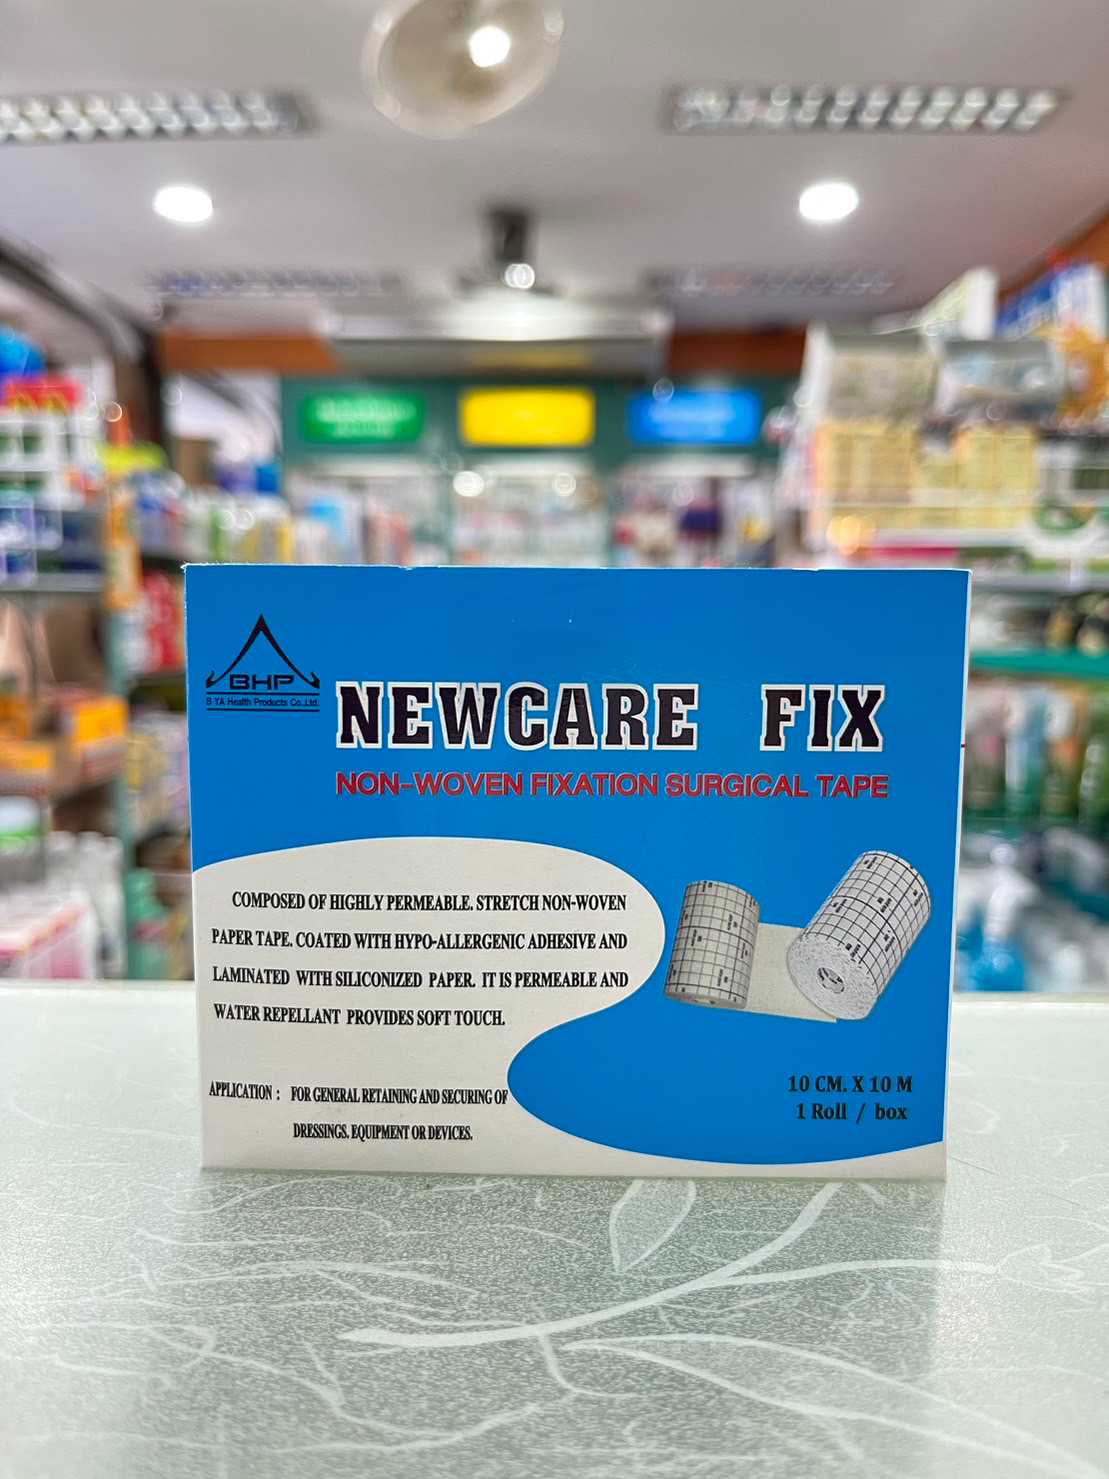 BHP
B-YA Health Products Co.,Ltd.
NEWCARE FIX
NON-WOVEN FIXATION SURGICAL TAPE
COMPOSED OF HIGHLY PERMEABLE. STRETCH NON-WOVEN
PAPER TAPE. COATED WITH HYPO-ALLERGENIC ADHESIVE AND
LAMINATED WITH SILICONIZED PAPER. IT IS PERMEABLE AND
WATER REPELLANT PROVIDES SOFT TOUCH.
APPLICATION : FOR GENERAL RETAINING AND SECURING OF
DRESSINGS. EQUIPMENT OR DEVICES.
10 CM. X 10 M
1 Roll / box